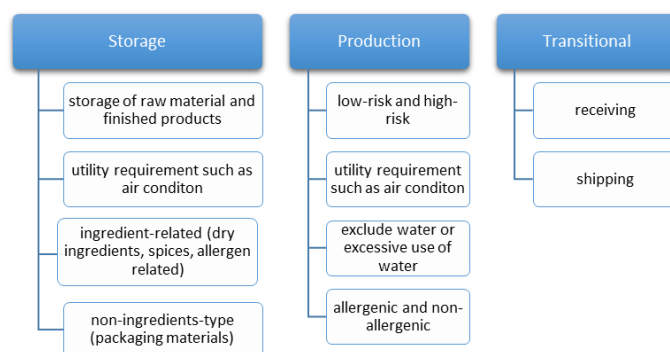 Storage
storage of raw material and
finished products
utility requirement such as
air conditon
ingredient-related (dry
ingredients, spices, allergen
related)
non-ingredients-type
(packaging materials)
Production
low-risk and high-
risk
utility requirement
such as air conditon
exclude water or
excessive use of
water
allergenic and non-
allergenic
Transitional
receiving
shipping